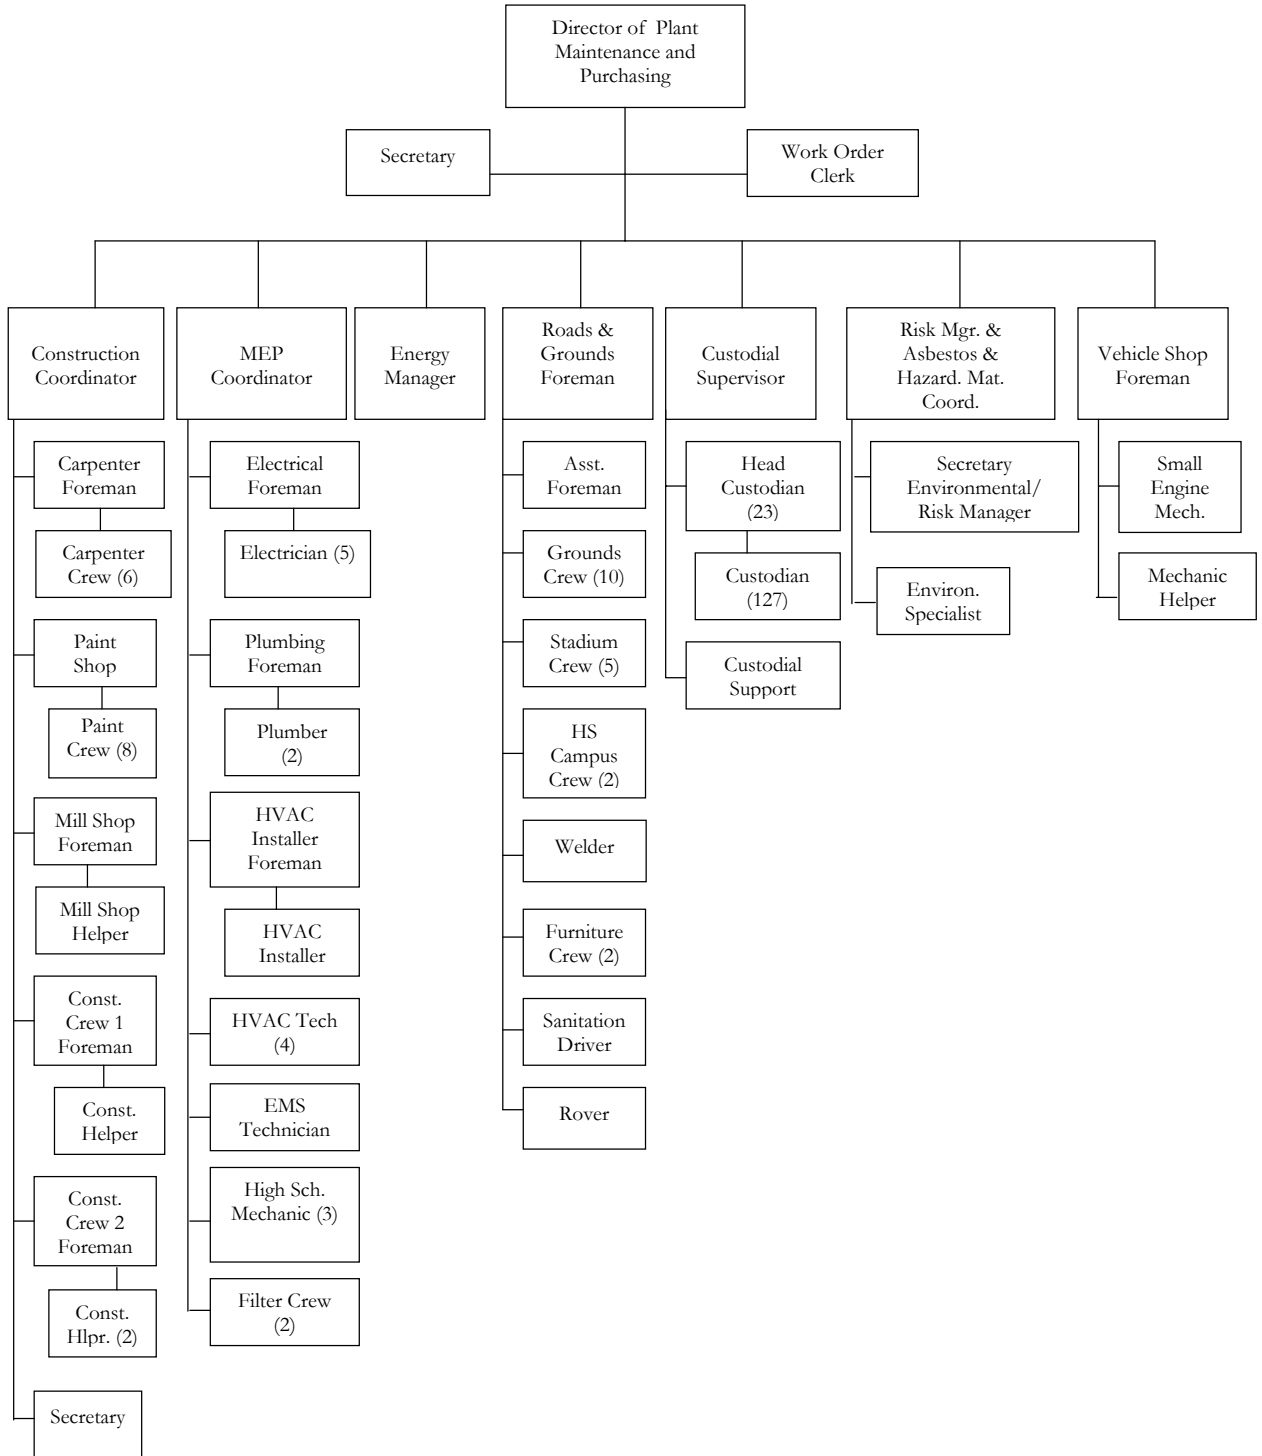 Director of Plant
Maintenance and
Purchasing
Secretary
Work Order
Clerk
Construction
Coordinator
MEP
Coordinator
Energy
Manager
Roads &
Grounds
Foreman
Custodial
Supervisor
Risk Mgr. &
Asbestos &
Hazard. Mat.
Coord.
Vehicle Shop
Foreman
Carpenter
Foreman
Carpenter
Crew (6)
Paint
Shop
Paint
Crew (8)
Mill Shop
Foreman
Mill Shop
Helper
Const.
Crew 1
Foreman
Const.
Helper
Const.
Crew 2
Foreman
Const.
Hlpr. (2)
Secretary
Electrical
Foreman
Electrician (5)
Plumbing
Foreman
Plumber
(2)
HVAC
Installer
Foreman
HVAC
Installer
HVAC Tech
(4)
EMS
Technician
High Sch.
Mechanic (3)
Filter Crew
(2)
Asst.
Foreman
Grounds
Crew (10)
Stadium
Crew (5)
HS
Campus
Crew (2)
Welder
Furniture
Crew (2)
Sanitation
Driver
Rover
Head
Custodian
(23)
Custodian
(127)
Custodial
Support
Secretary
Environmental/
Risk Manager
Environ.
Specialist
Small
Engine
Mech.
Mechanic
Helper